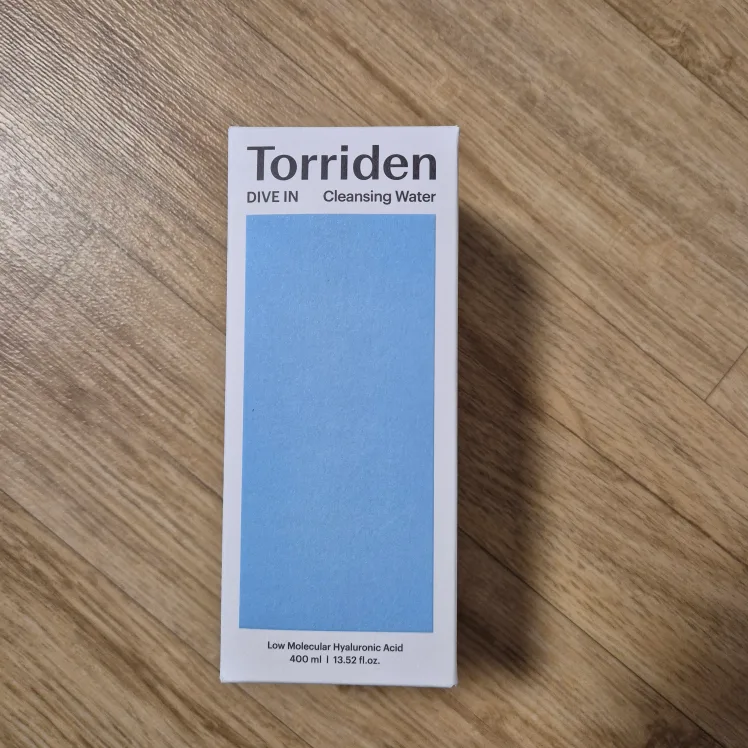 Torriden
DIVE IN Cleansing Water
Low Molecular Hyaluronic Acid
400 ml | 13.52 fl.oz.